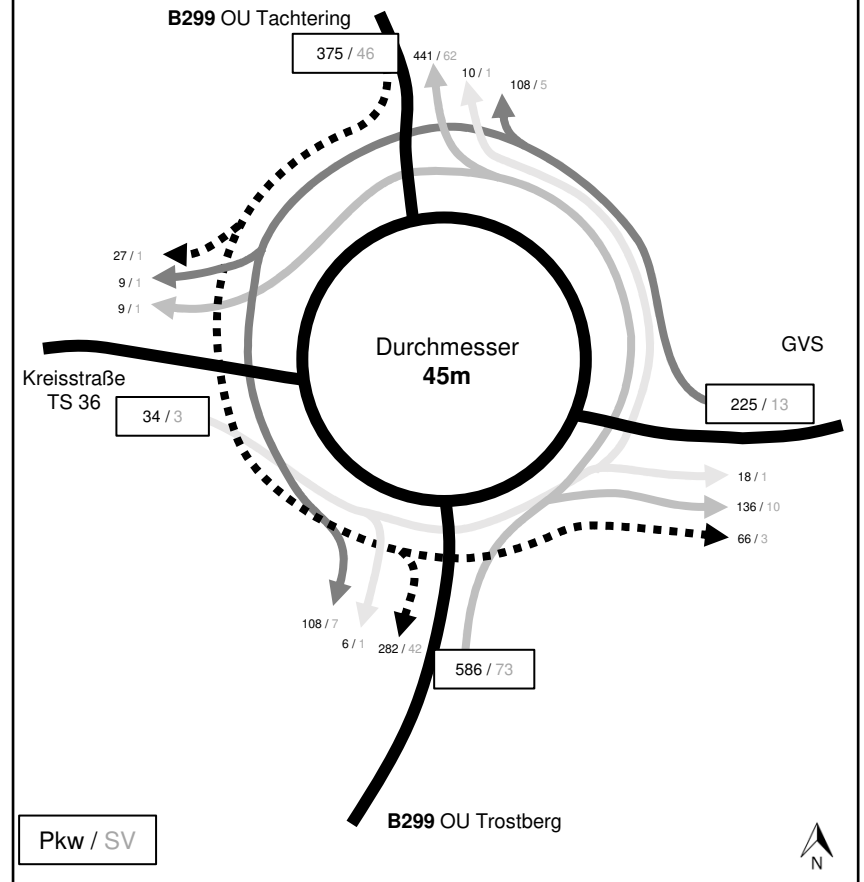 B299 OU Tachtering
375 / 46
441 / 62
10 / 1
108 / 5
27 / 1
9 / 1
9 / 1
Durchmesser
45m
GVS
Kreisstraße
TS 36
34 / 3
225 / 13
18 / 1
136 / 10
66 / 3
108 / 7
6 / 1
282 / 42
586 / 73
B299 OU Trostberg
Pkw / SV
N